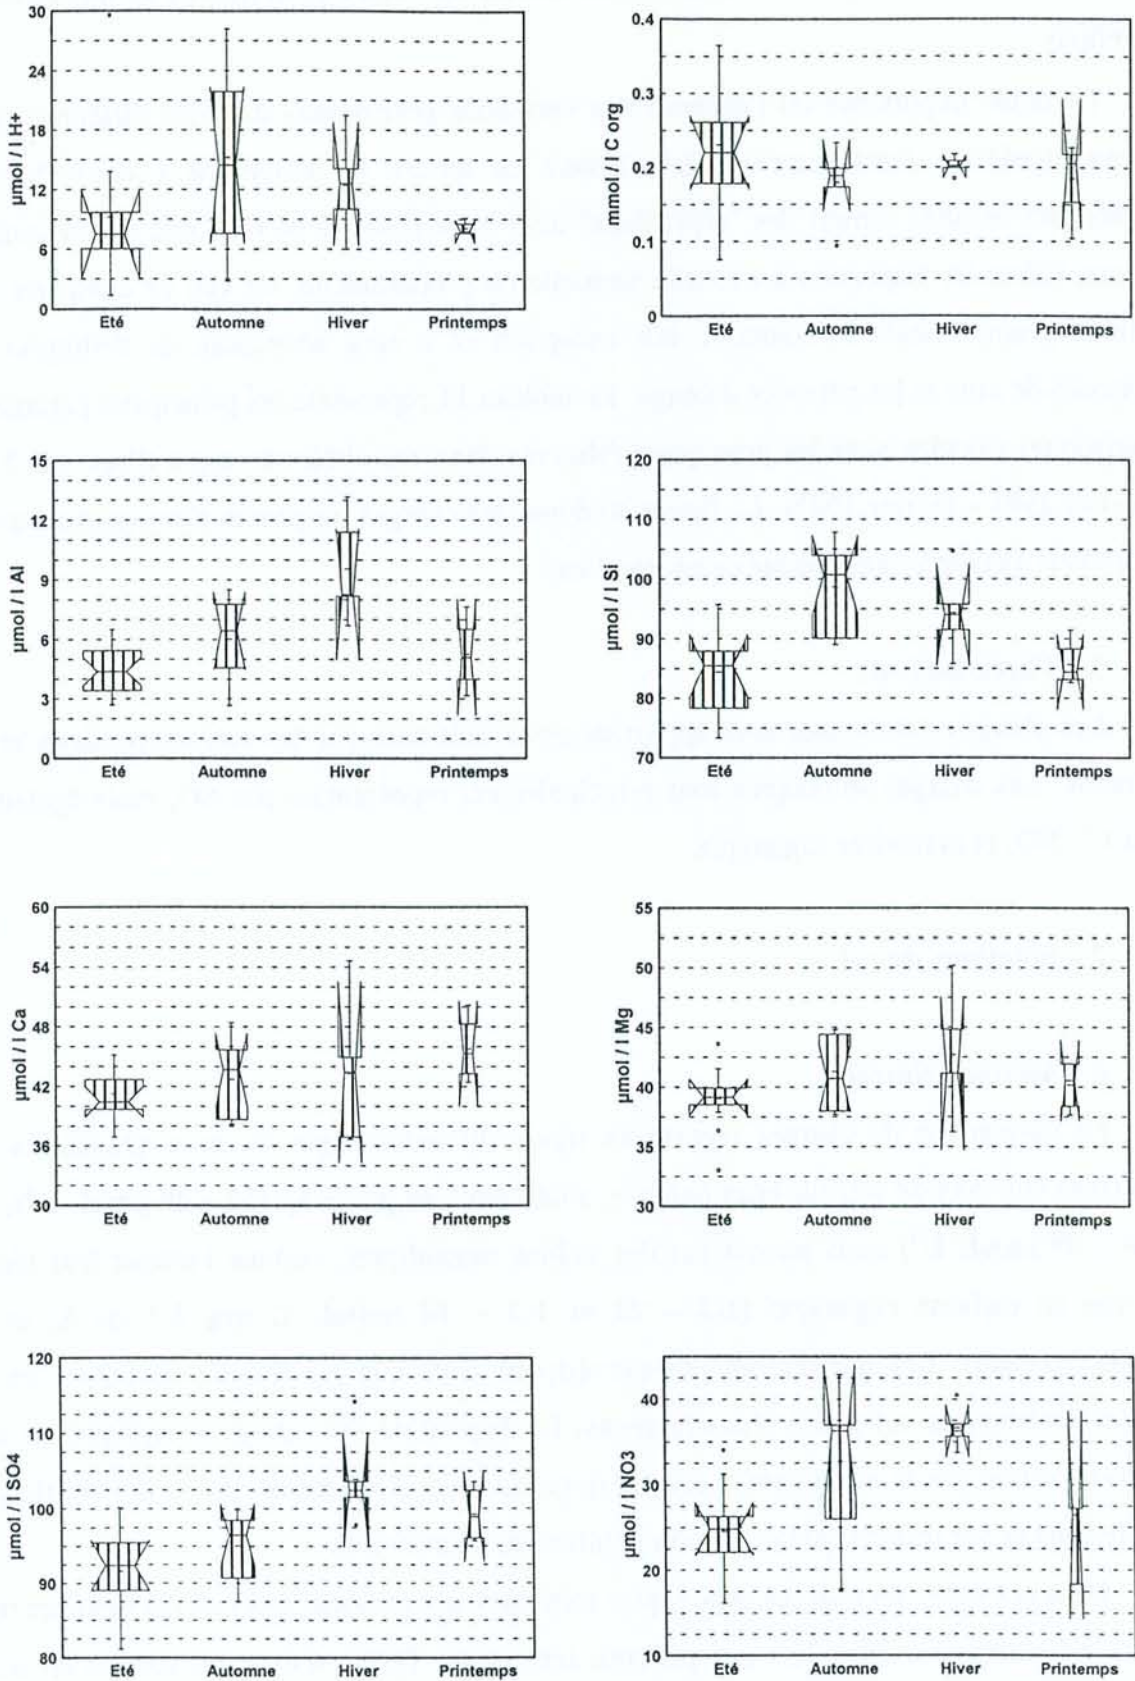 µmol / l H+
30
24
18
12
6
0
Eté Automne Hiver Printemps
mmol / l C org
0.4
0.3
0.2
0.1
0
Eté Automne Hiver Printemps
µmol / l Al
15
12
9
6
3
0
Eté Automne Hiver Printemps
µmol / l Si
120
110
100
90
80
70
Eté Automne Hiver Printemps
µmol / l Ca
60
54
48
42
36
30
Eté Automne Hiver Printemps
µmol / l Mg
55
50
45
40
35
30
Eté Automne Hiver Printemps
µmol / l SO4
120
110
100
90
80
Eté Automne Hiver Printemps
µmol / l NO3
40
30
20
10
Eté Automne Hiver Printemps